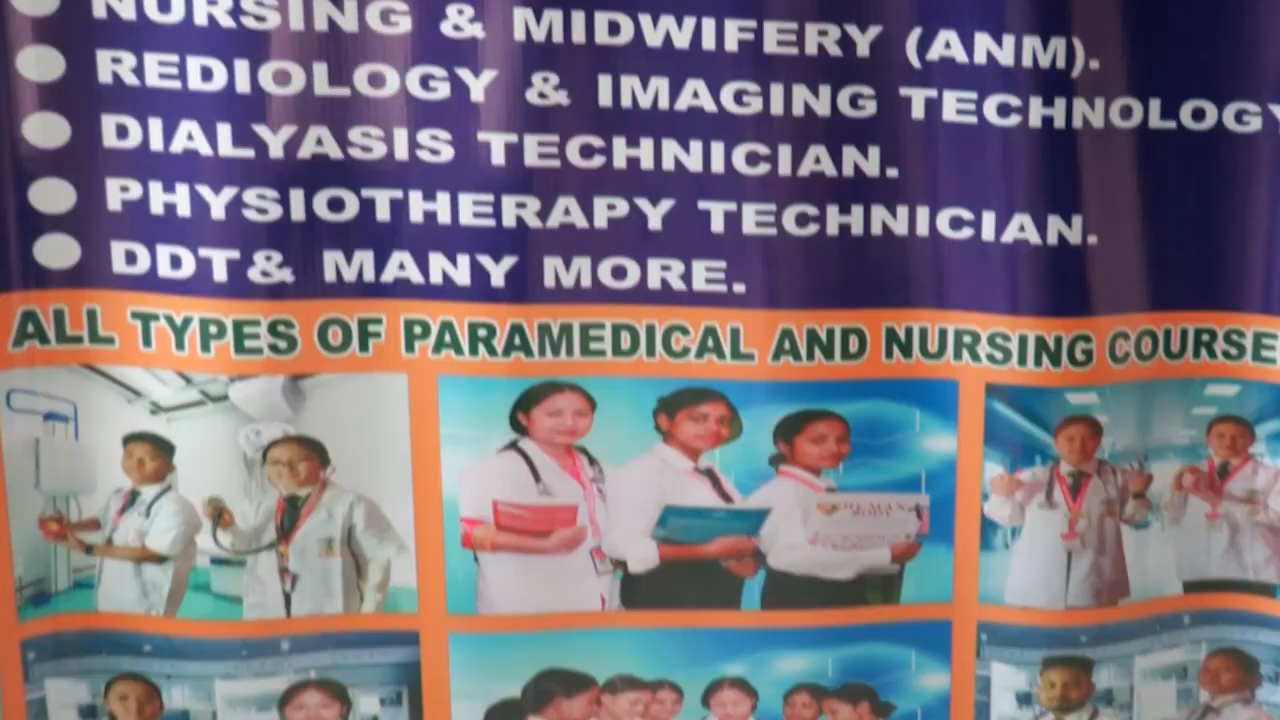 NURSING & MIDWIFERY (ANM).
REDIOLOGY & IMAGING TECHNOLOGY
DIALYASIS TECHNICIAN.
PHYSIOTHERAPY TECHNICIAN.
DDT& MANY MORE.
ALL TYPES OF PARAMEDICAL AND NURSING COURSE
HUMAN